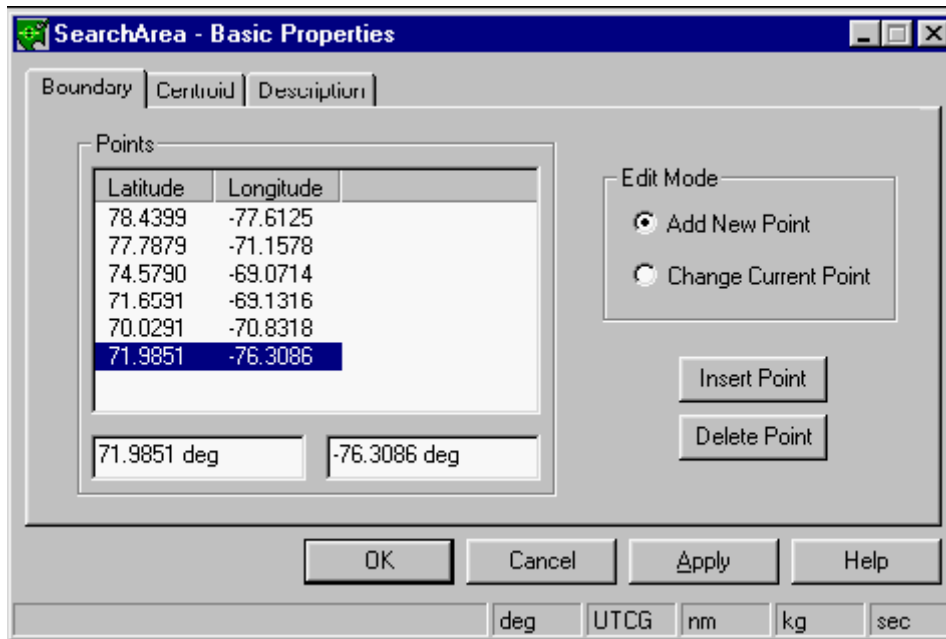 SearchArea - Basic Properties
Boundary Centroid Description
Points
Latitude Longitude
78.4399 -77.6125
77.7879 -71.1578
74.5790 -69.0714
71.6591 -69.1316
70.0291 -70.8318
71.9851 -76.3086
71.9851 deg -76.3086 deg
Edit Mode
Add New Point
Change Current Point
Insert Point
Delete Point
OK Cancel Apply Help
deg UTCG nm kg sec